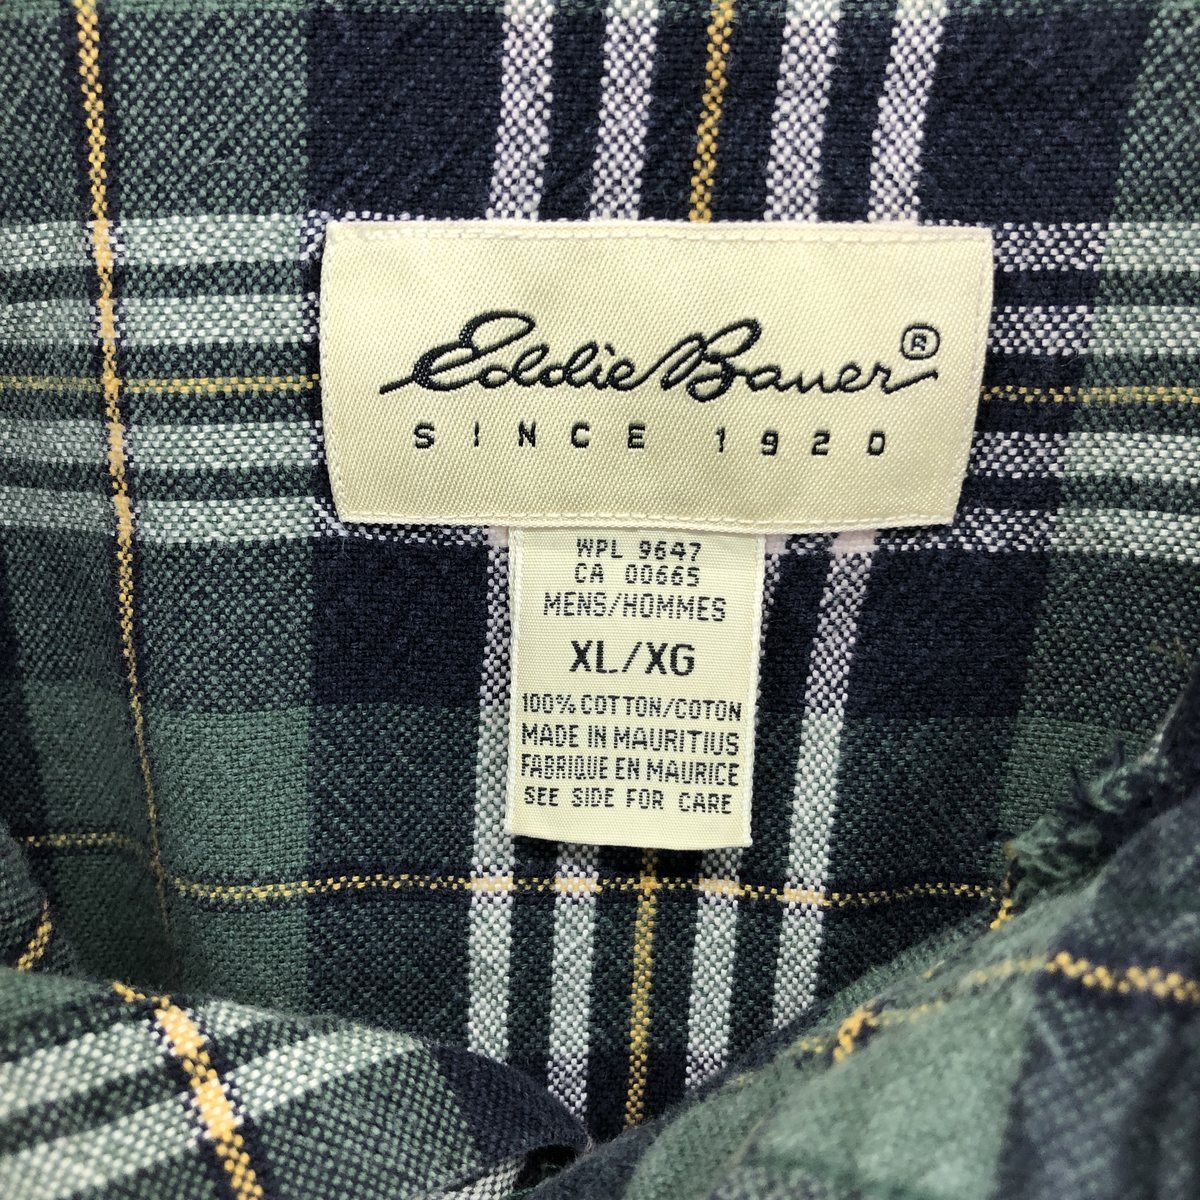 Eddie Bauer®
SINCE 1920
WPL 9647
CA 00665
MENS/HOMMES
XL/XG
100% COTTON/COTON
MADE IN MAURITIUS
FABRIQUE EN MAURICE
SEE SIDE FOR CARE